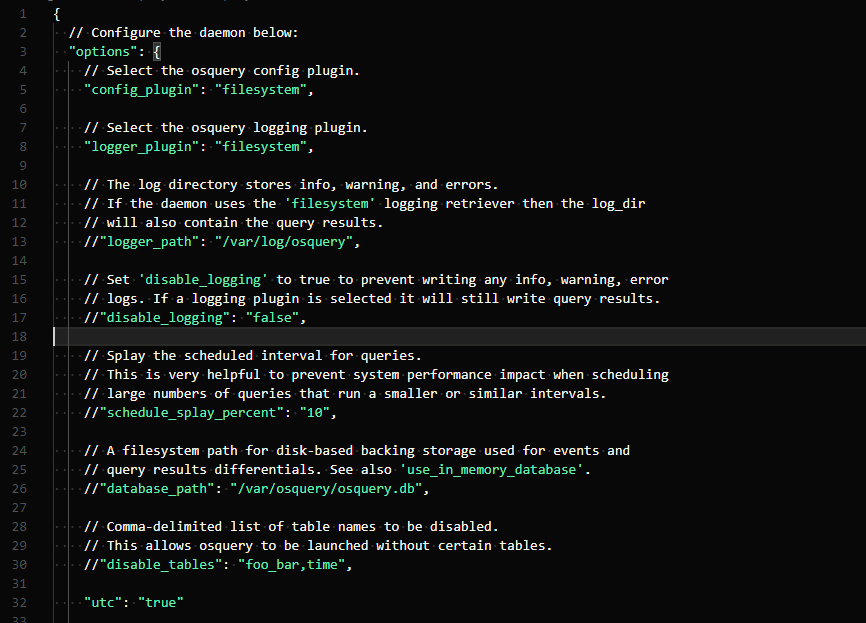 1 {
2   // Configure the daemon below:
3   "options": {
4     // Select the osquery config plugin.
5     "config_plugin": "filesystem",
6
7     // Select the osquery logging plugin.
8     "logger_plugin": "filesystem",
9
10     // The log directory stores info, warning, and errors.
11     // If the daemon uses the 'filesystem' logging retriever then the log_dir
12     // will also contain the query results.
13     //"logger_path": "/var/log/osquery",
14
15     // Set 'disable_logging' to true to prevent writing any info, warning, error
16     // logs. If a logging plugin is selected it will still write query results.
17     //"disable_logging": "false",
18
19     // Splay the scheduled interval for queries.
20     // This is very helpful to prevent system performance impact when scheduling
21     // large numbers of queries that run a smaller or similar intervals.
22     //"schedule_splay_percent": "10",
23
24     // A filesystem path for disk-based backing storage used for events and
25     // query results differentials. See also 'use_in_memory_database'.
26     //"database_path": "/var/osquery/osquery.db",
27
28     // Comma-delimited list of table names to be disabled.
29     // This allows osquery to be launched without certain tables.
30     //"disable_tables": "foo_bar,time",
31
32     "utc": "true"
33